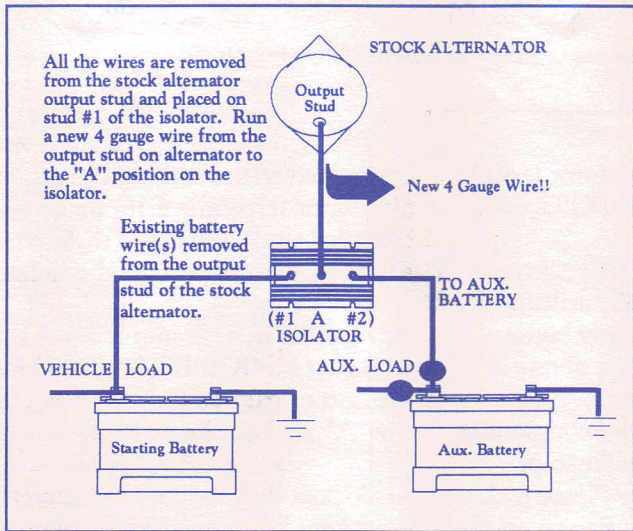 STOCK ALTERNATOR
All the wires are removed
from the stock alternator
output stud and placed on
stud #1 of the isolator. Run
a new 4 gauge wire from the
output stud on alternator to
the "A" position on the
isolator.
Output
Stud
New 4 Gauge Wire!!
Existing battery
wire(s) removed
from the output
stud of the stock
alternator.
TO AUX.
BATTERY
(#1 A #2)
ISOLATOR
VEHICLE LOAD
AUX. LOAD
Starting Battery
Aux. Battery